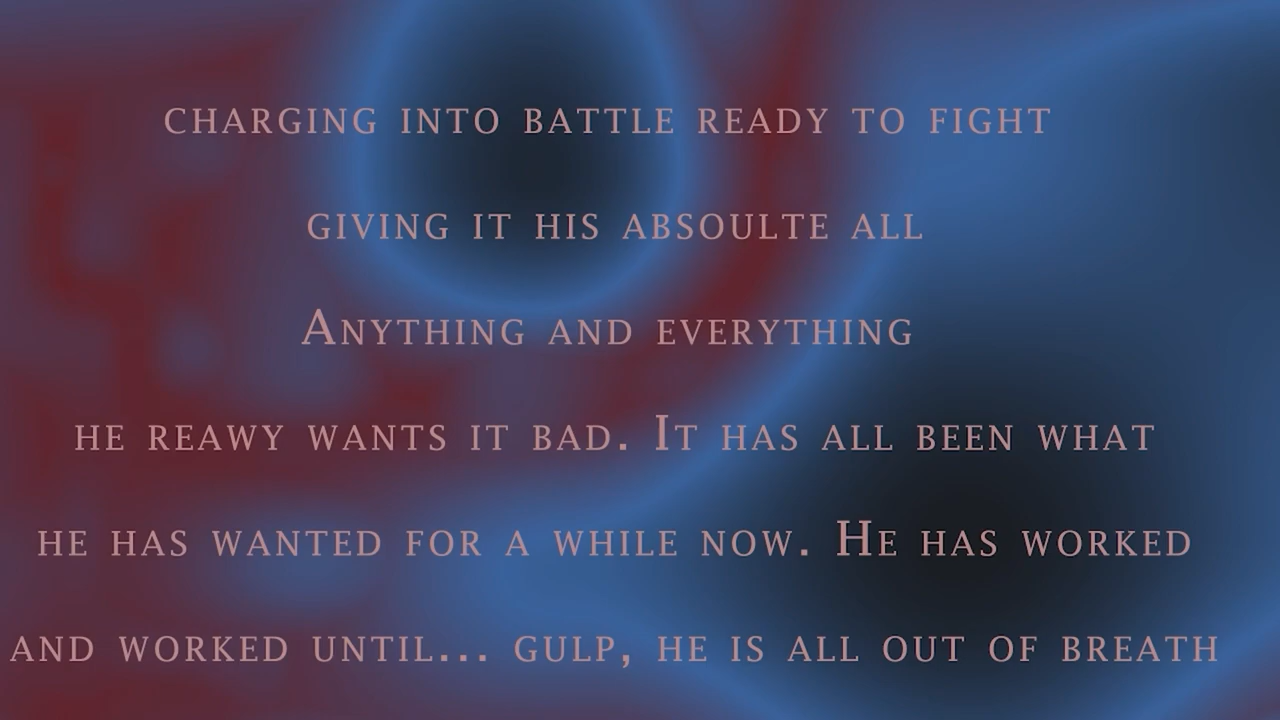 charging into battle ready to fight
giving it his absoulte all
Anything and everything
he reawy wants it bad. It has all been what
he has wanted for a while now. He has worked
and worked until... gulp, he is all out of breath